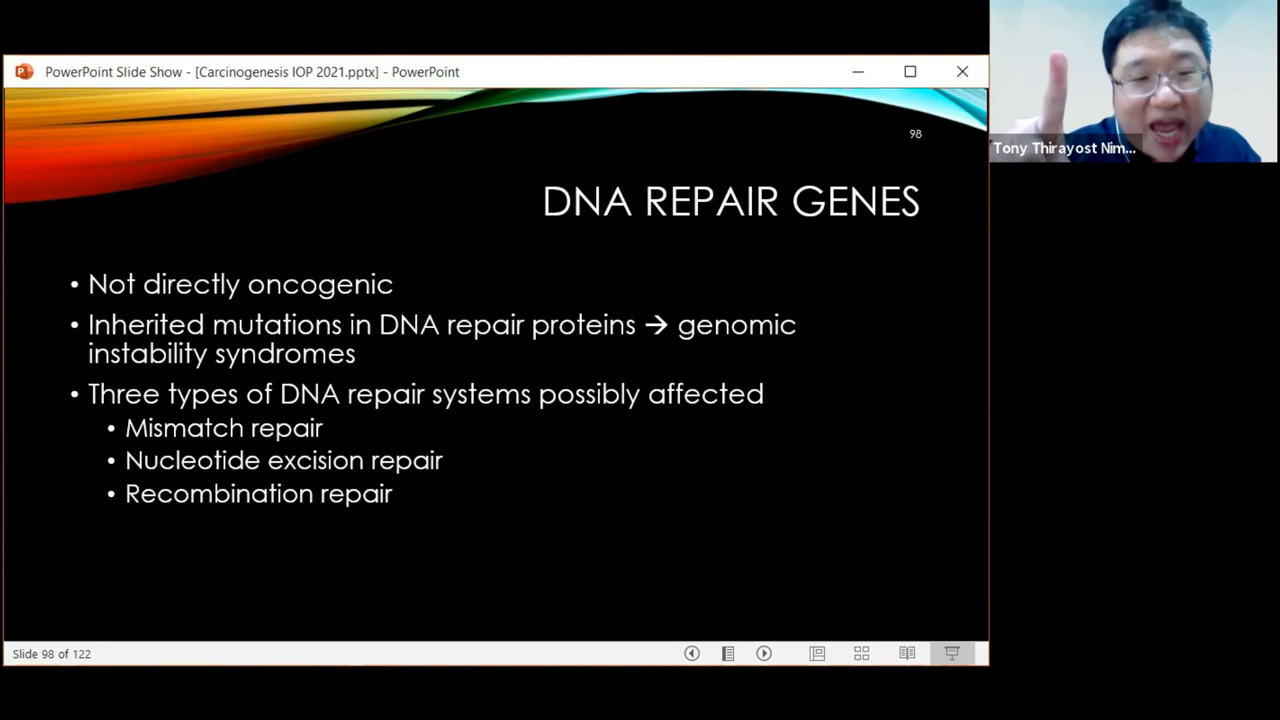 PowerPoint Slide Show - [Carcinogenesis IOP 2021.pptx] - PowerPoint
98
DNA REPAIR GENES
• Not directly oncogenic
• Inherited mutations in DNA repair proteins → genomic
instability syndromes
• Three types of DNA repair systems possibly affected
• Mismatch repair
• Nucleotide excision repair
• Recombination repair
Slide 98 of 122
Tony Thirayost Nim...